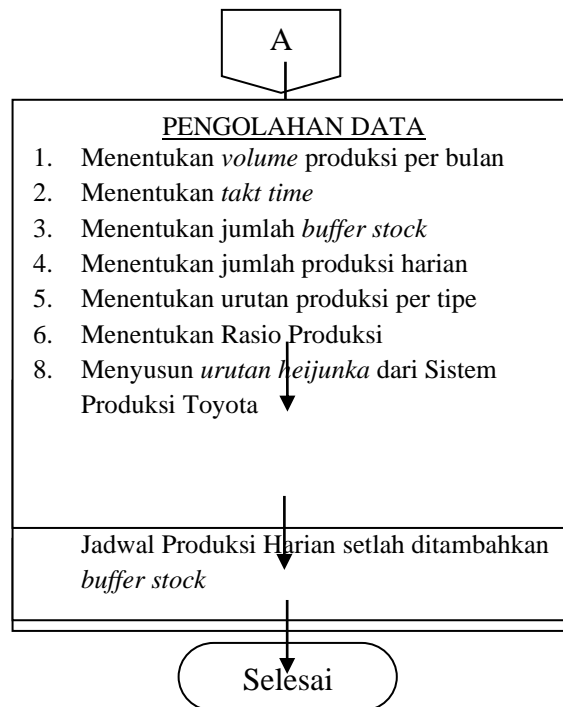 A
PENGOLAHAN DATA
1. Menentukan volume produksi per bulan
2. Menentukan takt time
3. Menentukan jumlah buffer stock
4. Menentukan jumlah produksi harian
5. Menentukan urutan produksi per tipe
6. Menentukan Rasio Produksi
8. Menyusun urutan heijunka dari Sistem
Produksi Toyota
Jadwal Produksi Harian setlah ditambahkan
buffer stock
Selesai